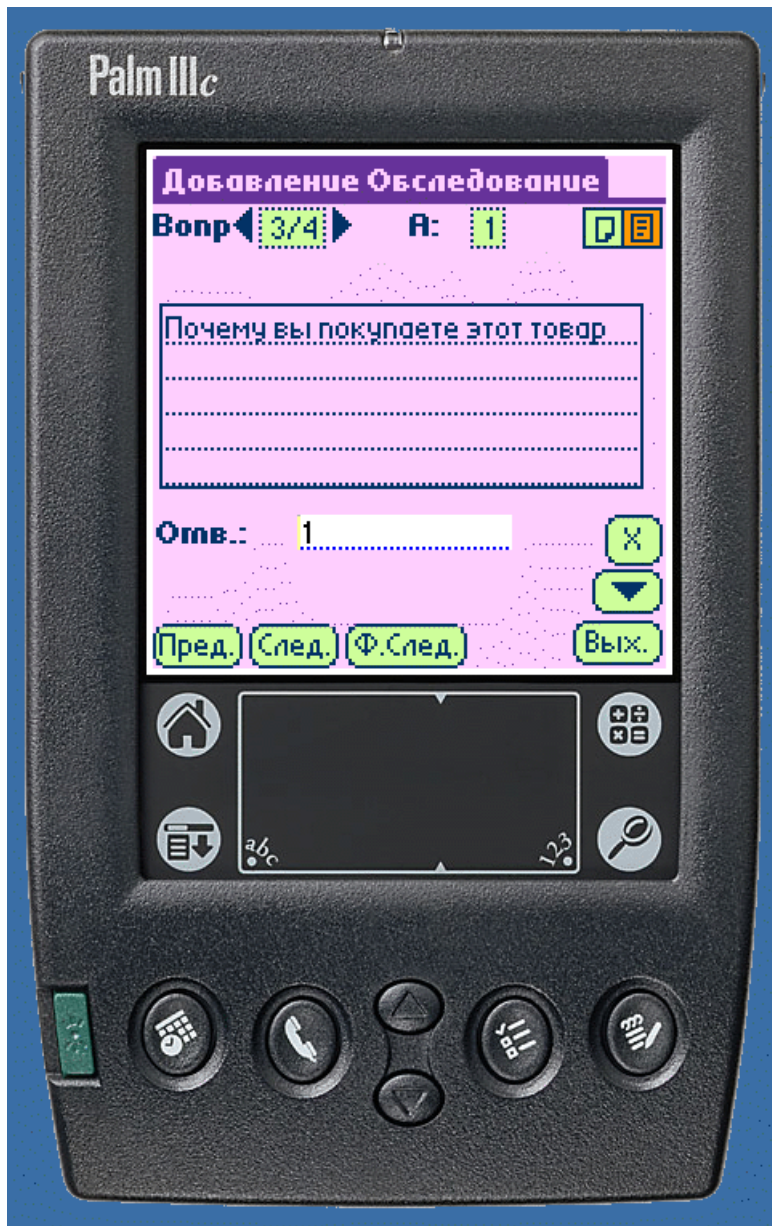 Palm IIIc
Добавление Обследование
Вопр 3/4 А: 1
Почему вы покупаете этот товар
Отв.: 1
X
Пред. След. Ф.След. Вых.
abc 123